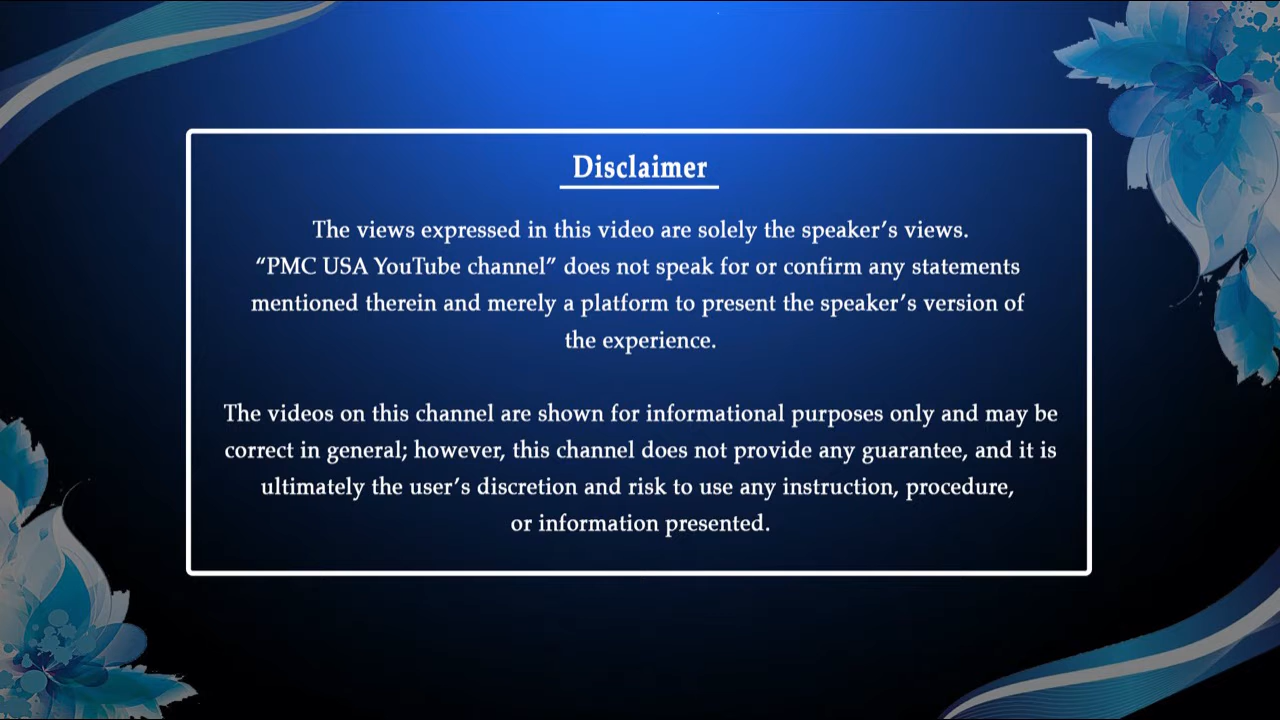 Disclaimer
The views expressed in this video are solely the speaker’s views.
“PMC USA YouTube channel” does not speak for or confirm any statements
mentioned therein and merely a platform to present the speaker’s version of
the experience.
The videos on this channel are shown for informational purposes only and may be
correct in general; however, this channel does not provide any guarantee, and it is
ultimately the user’s discretion and risk to use any instruction, procedure,
or information presented.